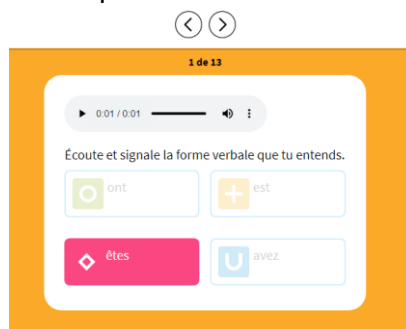 1 de 13
0:01 / 0:01
Écoute et signale la forme verbale que tu entends.
ont
est
êtes
avez